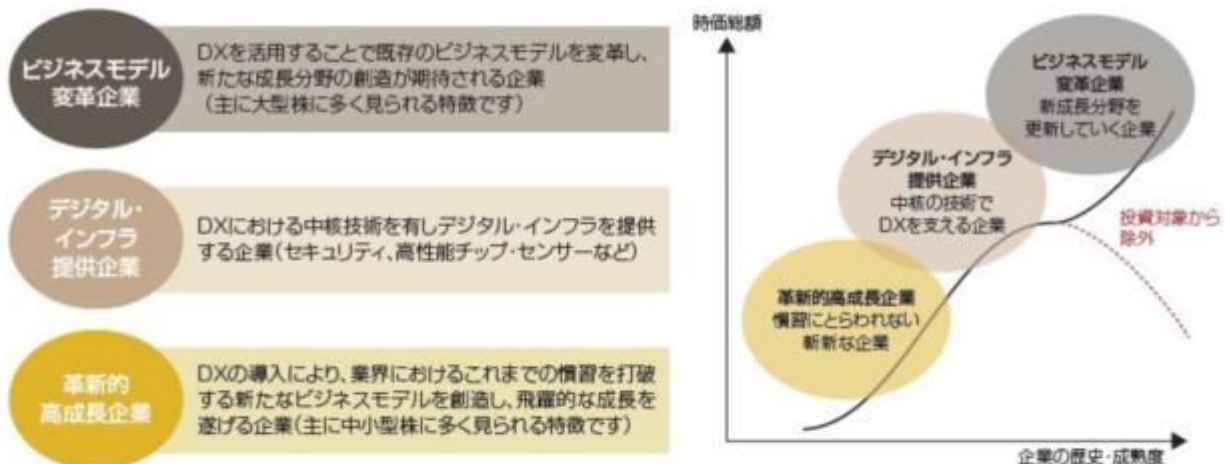 ビジネスモデル
変革企業
DXを活用することで既存のビジネスモデルを変革し、
新たな成長分野の創造が期待される企業
（主に大型株に多く見られる特徴です）
デジタル・
インフラ
提供企業
DXにおける中核技術を有しデジタル・インフラを提供
する企業（セキュリティ、高性能チップ・センサーなど）
革新的
高成長企業
DXの導入により、業界におけるこれまでの慣習を打破
する新たなビジネスモデルを創造し、飛躍的な成長を
遂げる企業（主に中小型株に多く見られる特徴です）
時価総額
ビジネスモデル
変革企業
新成長分野を
更新していく企業
デジタル・インフラ
提供企業
中核の技術で
DXを支える企業
投資対象から
除外
革新的高成長企業
慣習にとらわれない
斬新な企業
企業の歴史・成熟度